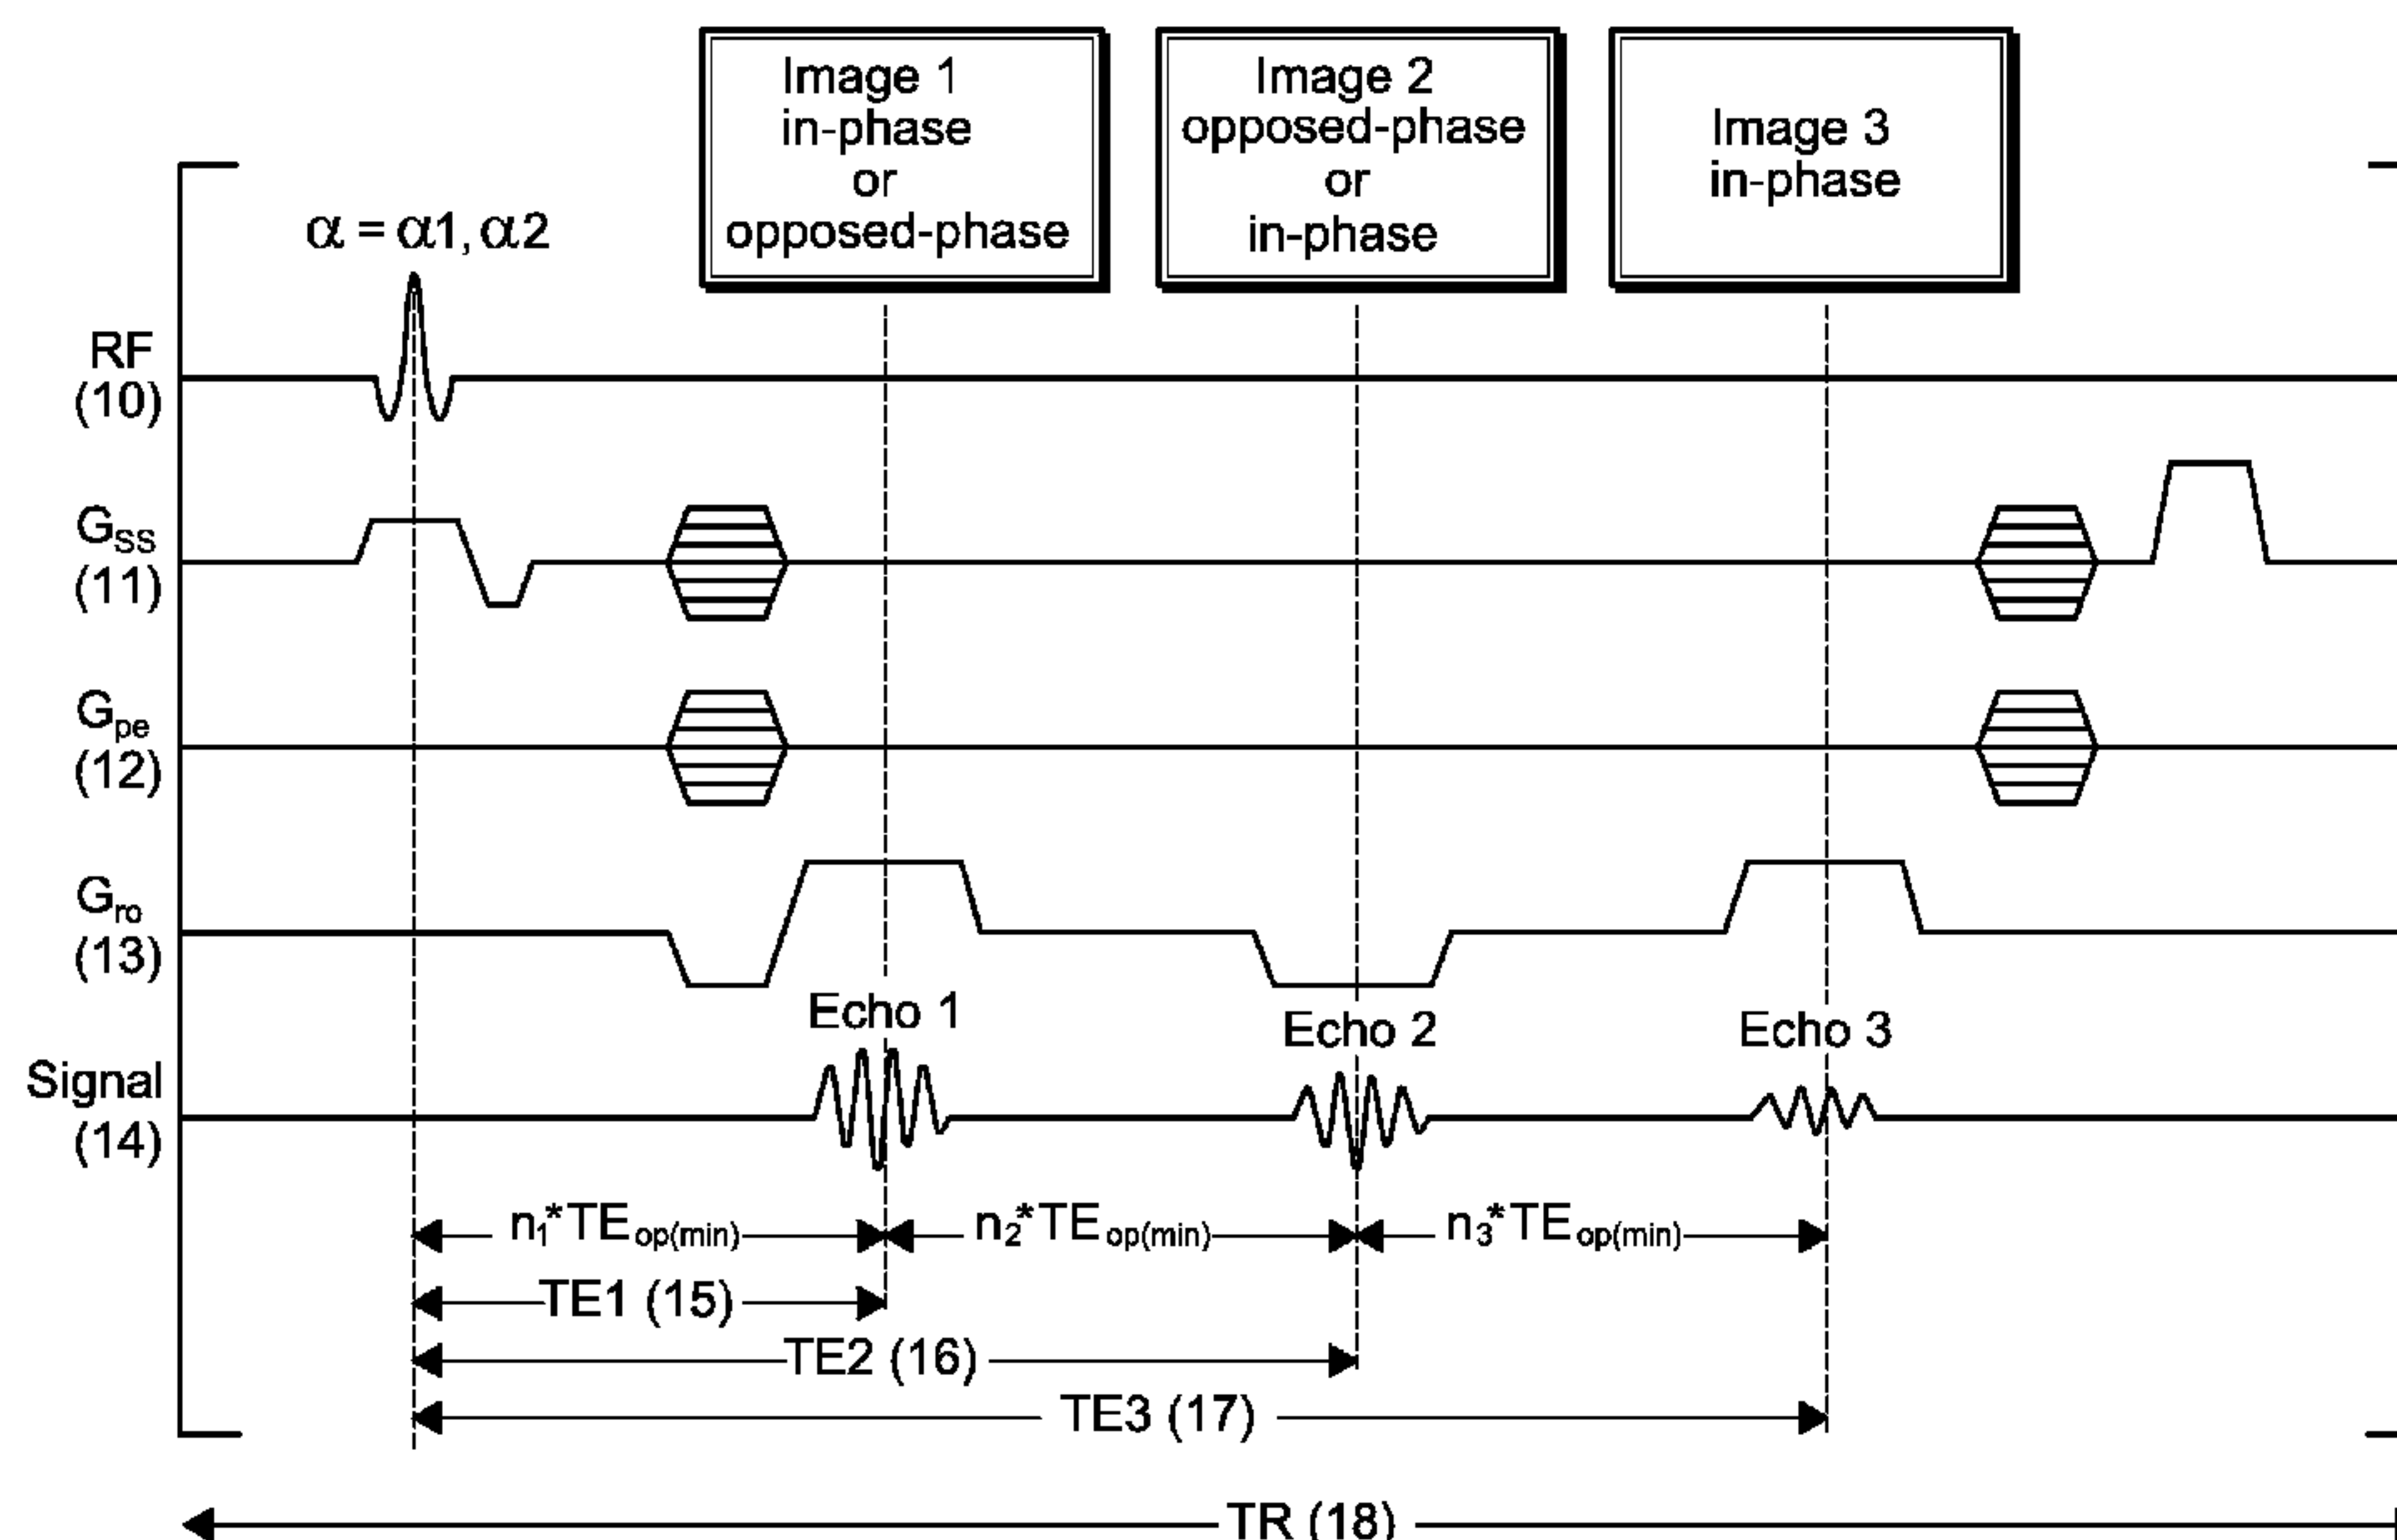 Image 1
in-phase
or
opposed-phase
Image 2
opposed-phase
or
in-phase
Image 3
in-phase
α = α1, α2
RF
(10)
Gss
(11)
Gpe
(12)
Gro
(13)
Echo 1
Echo 2
Echo 3
Signal
(14)
n1*TEop(min)
n2*TEop(min)
n3*TEop(min)
TE1 (15)
TE2 (16)
TE3 (17)
TR (18)